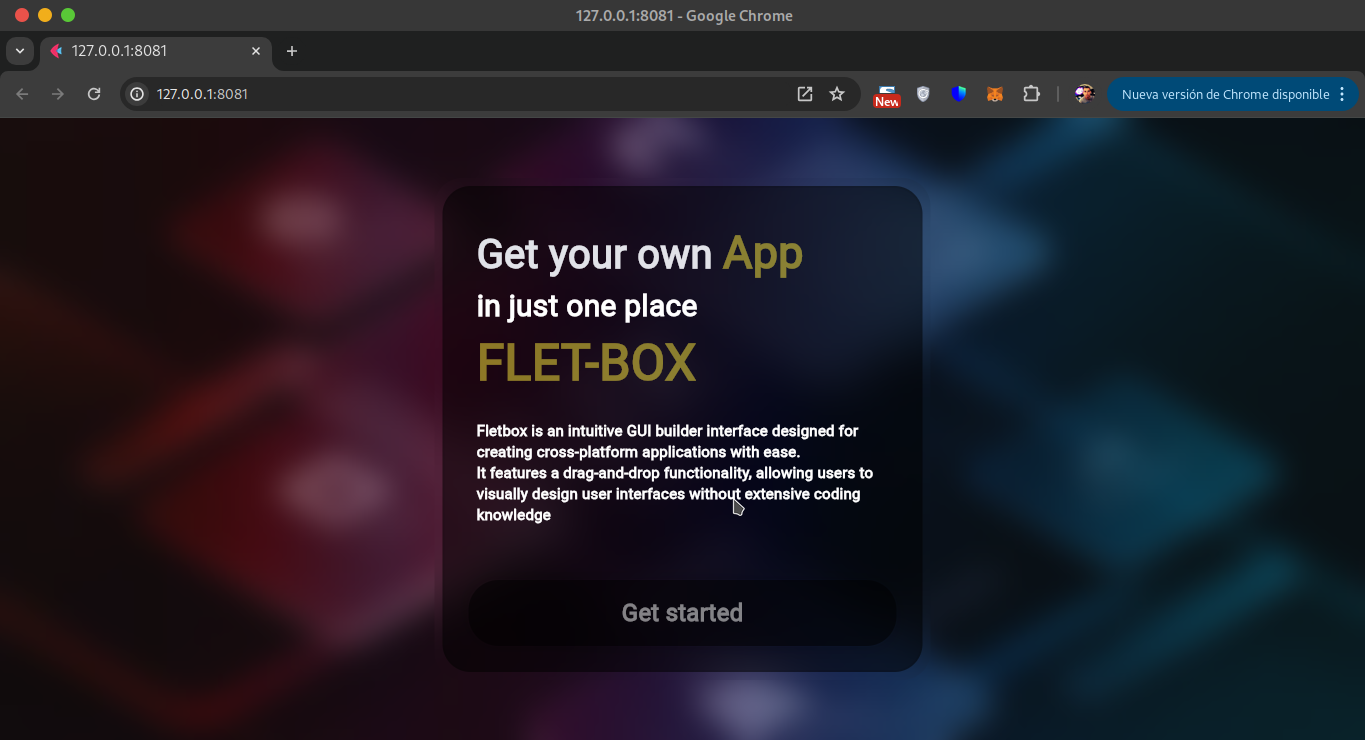 127.0.0.1:8081 - Google Chrome
127.0.0.1:8081
127.0.0.1:8081
New
Nueva versión de Chrome disponible
Get your own App
in just one place
FLET-BOX
Fletbox is an intuitive GUI builder interface designed for
creating cross-platform applications with ease.
It features a drag-and-drop functionality, allowing users to
visually design user interfaces without extensive coding
knowledge
Get started